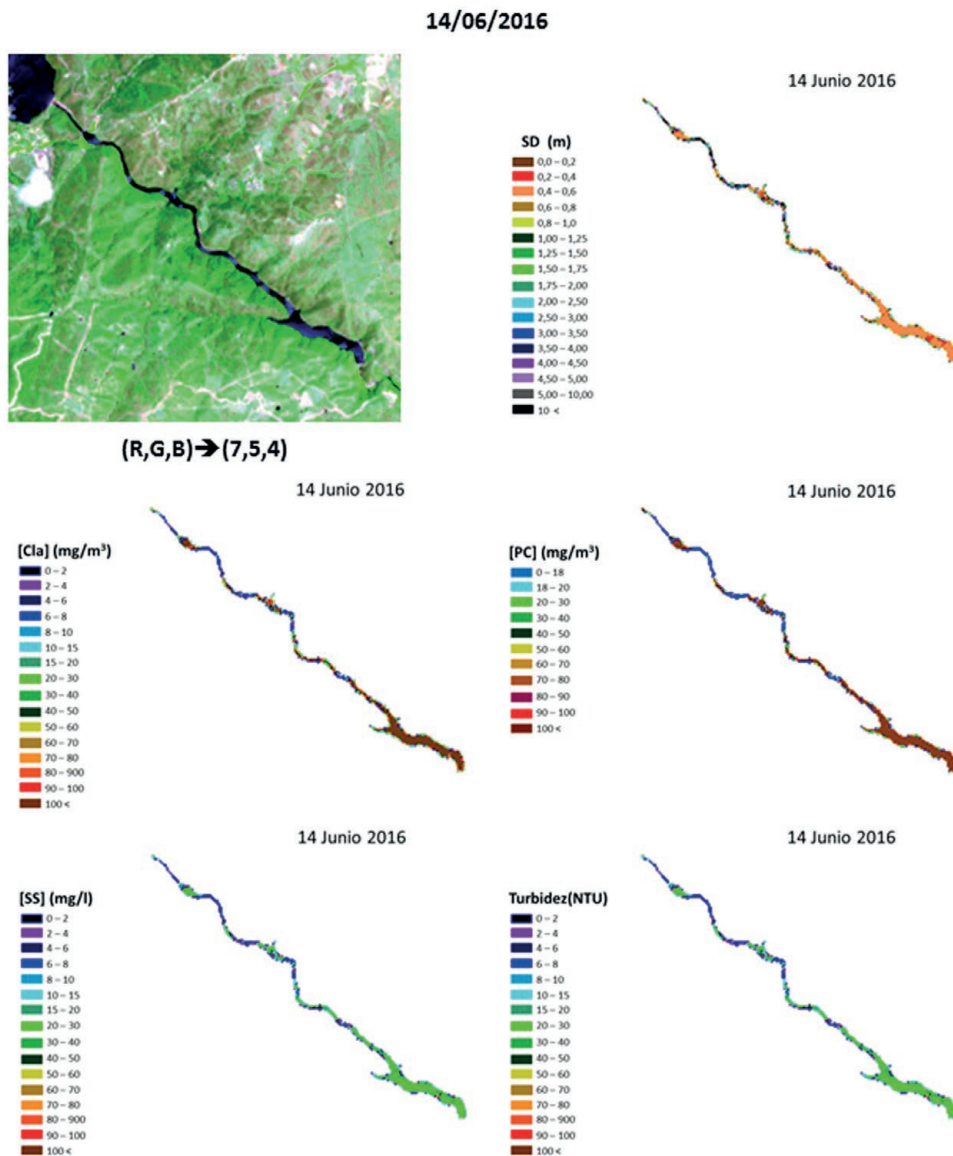 14/06/2016
14 Junio 2016
SD (m)
0,0 – 0,2
0,2 – 0,4
0,4 – 0,6
0,6 – 0,8
0,8 – 1,0
1,00 – 1,25
1,25 – 1,50
1,50 – 1,75
1,75 – 2,00
2,00 – 2,50
2,50 – 3,00
3,00 – 3,50
3,50 – 4,00
4,00 – 4,50
4,50 – 5,00
5,00 – 10,00
10 <
(R,G,B)➔(7,5,4)
14 Junio 2016
[Cla] (mg/m³)
0 – 2
2 – 4
4 – 6
6 – 8
8 – 10
10 – 15
15 – 20
20 – 30
30 – 40
40 – 50
50 – 60
60 – 70
70 – 80
80 – 900
90 – 100
100 <
14 Junio 2016
[PC] (mg/m³)
0 – 18
18 – 20
20 – 30
30 – 40
40 – 50
50 – 60
60 – 70
70 – 80
80 – 90
90 – 100
100 <
14 Junio 2016
[SS] (mg/l)
0 – 2
2 – 4
4 – 6
6 – 8
8 – 10
10 – 15
15 – 20
20 – 30
30 – 40
40 – 50
50 – 60
60 – 70
70 – 80
80 – 900
90 – 100
100 <
14 Junio 2016
Turbidez(NTU)
0 – 2
2 – 4
4 – 6
6 – 8
8 – 10
10 – 15
15 – 20
20 – 30
30 – 40
40 – 50
50 – 60
60 – 70
70 – 80
80 – 900
90 – 100
100 <